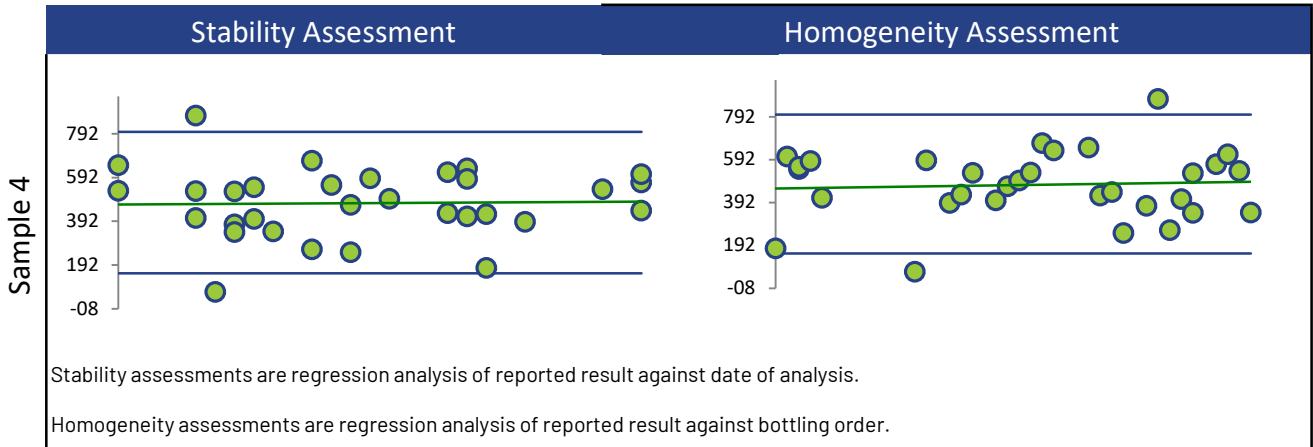 Stability Assessment
Homogeneity Assessment
Sample 4
792
592
392
192
-08
792
592
392
192
-08
Stability assessments are regression analysis of reported result against date of analysis.
Homogeneity assessments are regression analysis of reported result against bottling order.